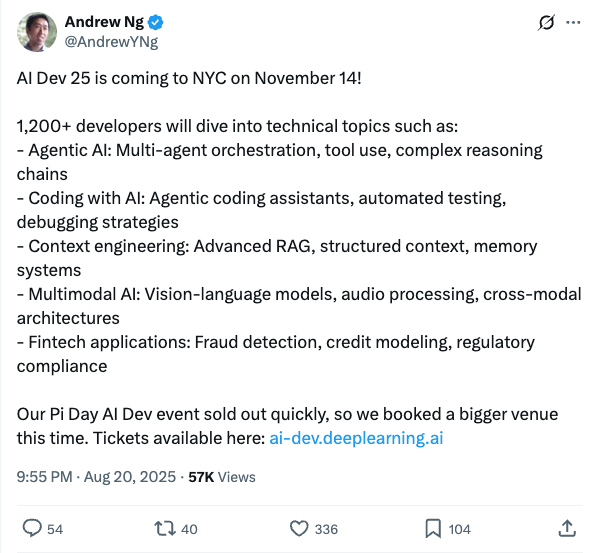 Andrew Ng
@AndrewYNg
AI Dev 25 is coming to NYC on November 14!
1,200+ developers will dive into technical topics such as:
- Agentic AI: Multi-agent orchestration, tool use, complex reasoning
chains
- Coding with AI: Agentic coding assistants, automated testing,
debugging strategies
- Context engineering: Advanced RAG, structured context, memory
systems
- Multimodal AI: Vision-language models, audio processing, cross-modal
architectures
- Fintech applications: Fraud detection, credit modeling, regulatory
compliance
Our Pi Day AI Dev event sold out quickly, so we booked a bigger venue
this time. Tickets available here: ai-dev.deeplearning.ai
9:55 PM · Aug 20, 2025 · 57K Views
54 40 336 104